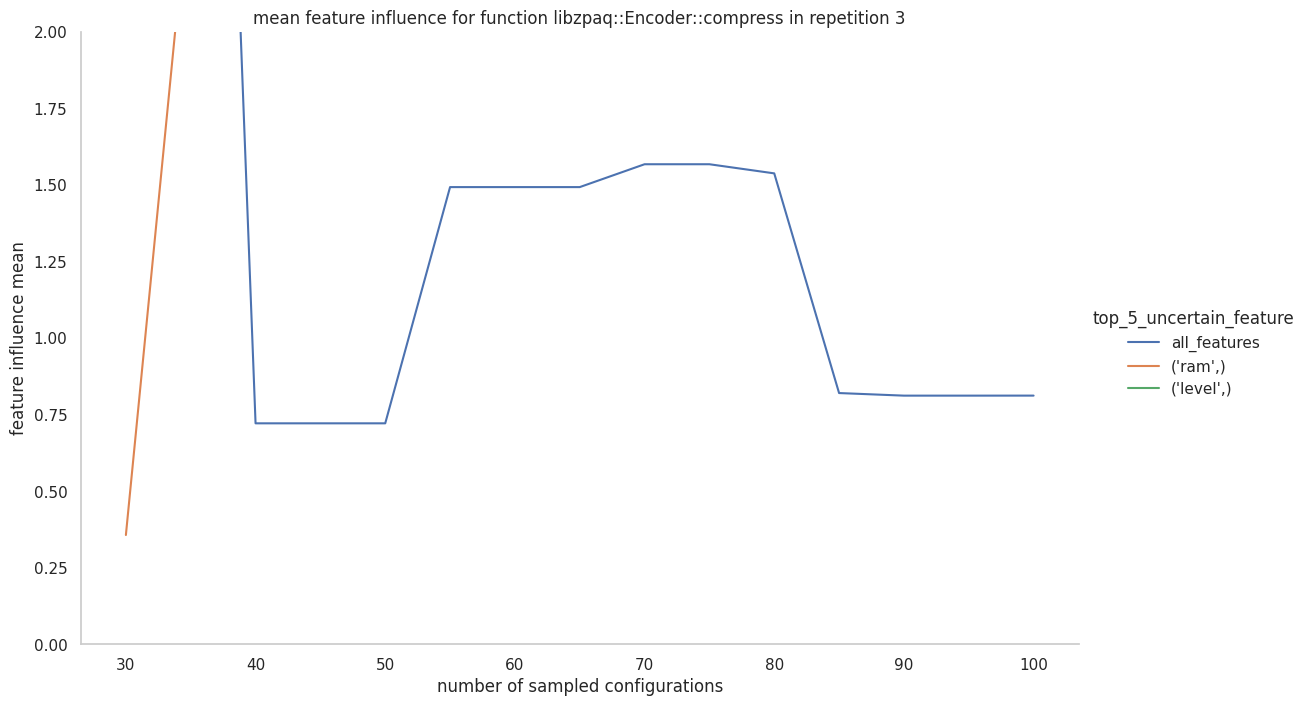 mean feature influence for function libzpaq::Encoder::compress in repetition 3
2.00
1.75
1.50
1.25
1.00
0.75
0.50
0.25
0.00
feature influence mean
30 40 50 60 70 80 90 100
number of sampled configurations
top_5_uncertain_feature
all_features
('ram',)
('level',)